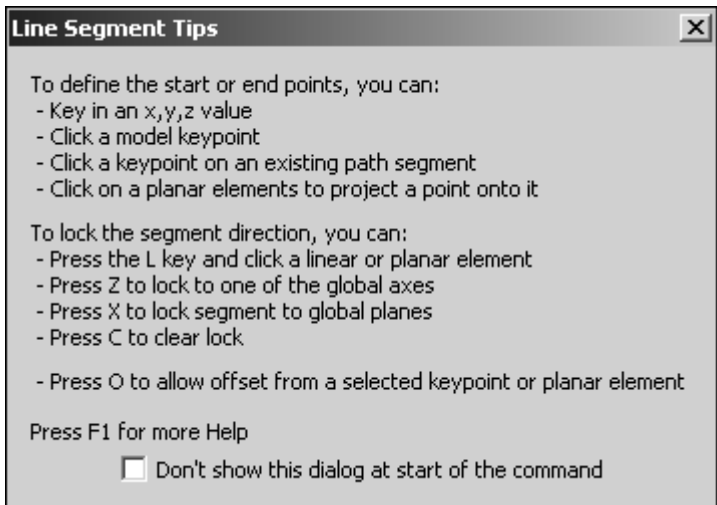 Line Segment Tips
To define the start or end points, you can:
- Key in an x,y,z value
- Click a model keypoint
- Click a keypoint on an existing path segment
- Click on a planar elements to project a point onto it
To lock the segment direction, you can:
- Press the L key and click a linear or planar element
- Press Z to lock to one of the global axes
- Press X to lock segment to global planes
- Press C to clear lock
- Press O to allow offset from a selected keypoint or planar element
Press F1 for more Help
Don't show this dialog at start of the command